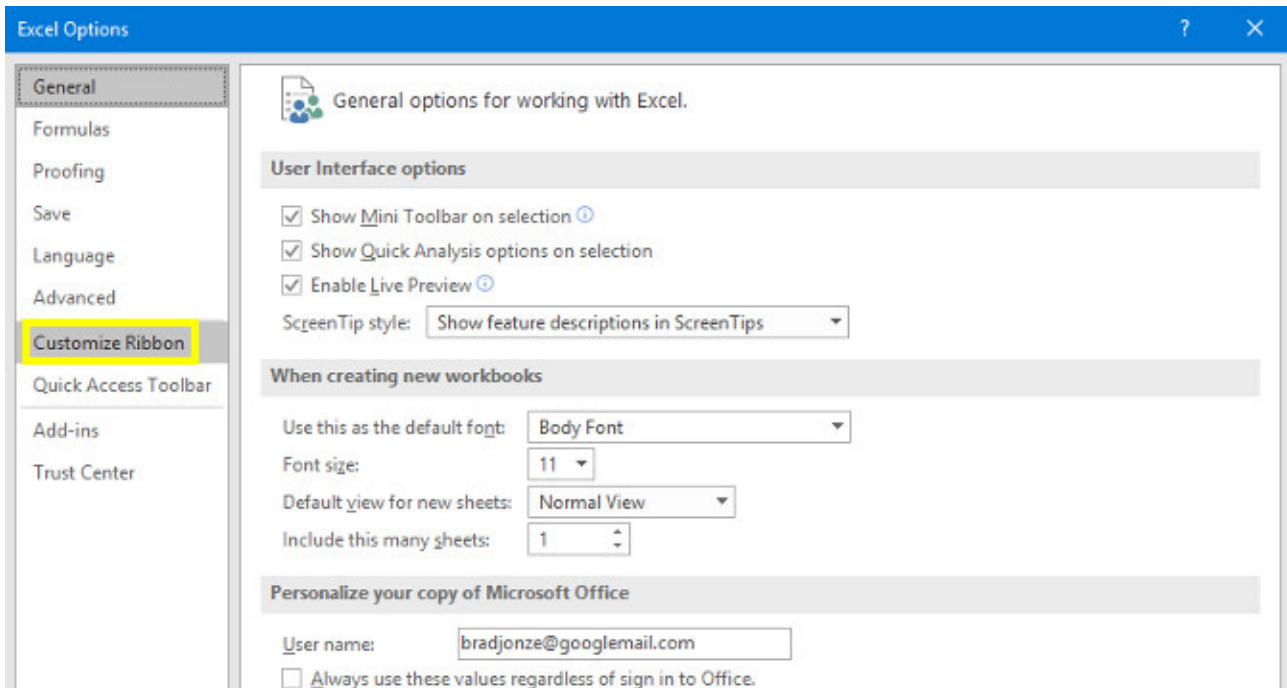 Excel Options
?
General
Formulas
Proofing
Save
Language
Advanced
Customize Ribbon
Quick Access Toolbar
Add-ins
Trust Center
General options for working with Excel.
User Interface options
Show Mini Toolbar on selection
Show Quick Analysis options on selection
Enable Live Preview
ScreenTip style: Show feature descriptions in ScreenTips
When creating new workbooks
Use this as the default font: Body Font
Font size: 11
Default view for new sheets: Normal View
Include this many sheets: 1
Personalize your copy of Microsoft Office
User name: bradjonze@googlemail.com
Always use these values regardless of sign in to Office.